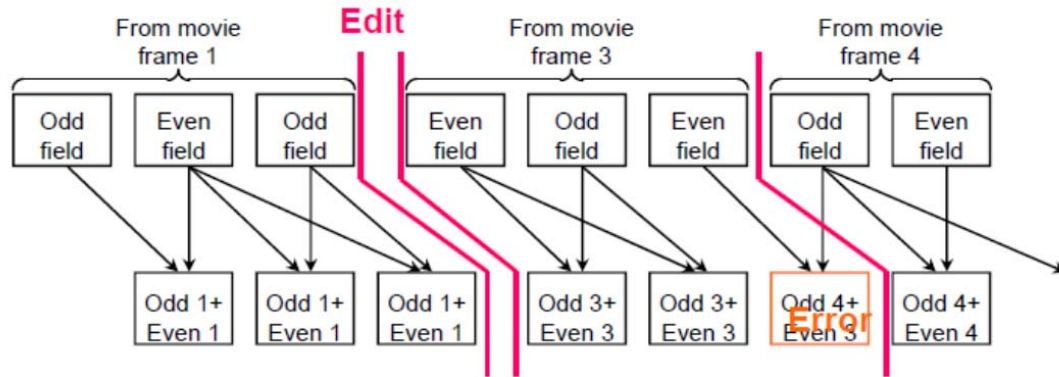 Edit
From movie
frame 1
From movie
frame 3
From movie
frame 4
Odd
field
Even
field
Odd
field
Even
field
Odd
field
Even
field
Odd
field
Even
field
Odd 1+
Even 1
Odd 1+
Even 1
Odd 1+
Even 1
Odd 3+
Even 3
Odd 3+
Even 3
Odd 4+
Even 3
Error
Odd 4+
Even 4